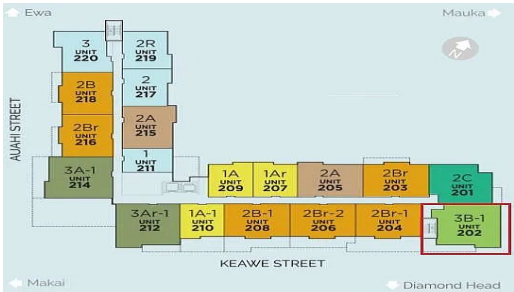 Ewa
Mauka
N
3
UNIT
220
2R
UNIT
219
2B
UNIT
218
2
UNIT
217
2Br
UNIT
216
2A
UNIT
215
3A-1
UNIT
214
1
UNIT
211
AUAHI STREET
1A
UNIT
209
1Ar
UNIT
207
2A
UNIT
205
2Br
UNIT
203
2C
UNIT
201
3Ar-1
UNIT
212
1A-1
UNIT
210
2B-1
UNIT
208
2Br-2
UNIT
206
2Br-1
UNIT
204
3B-1
UNIT
202
KEAWE STREET
Makai
Diamond Head